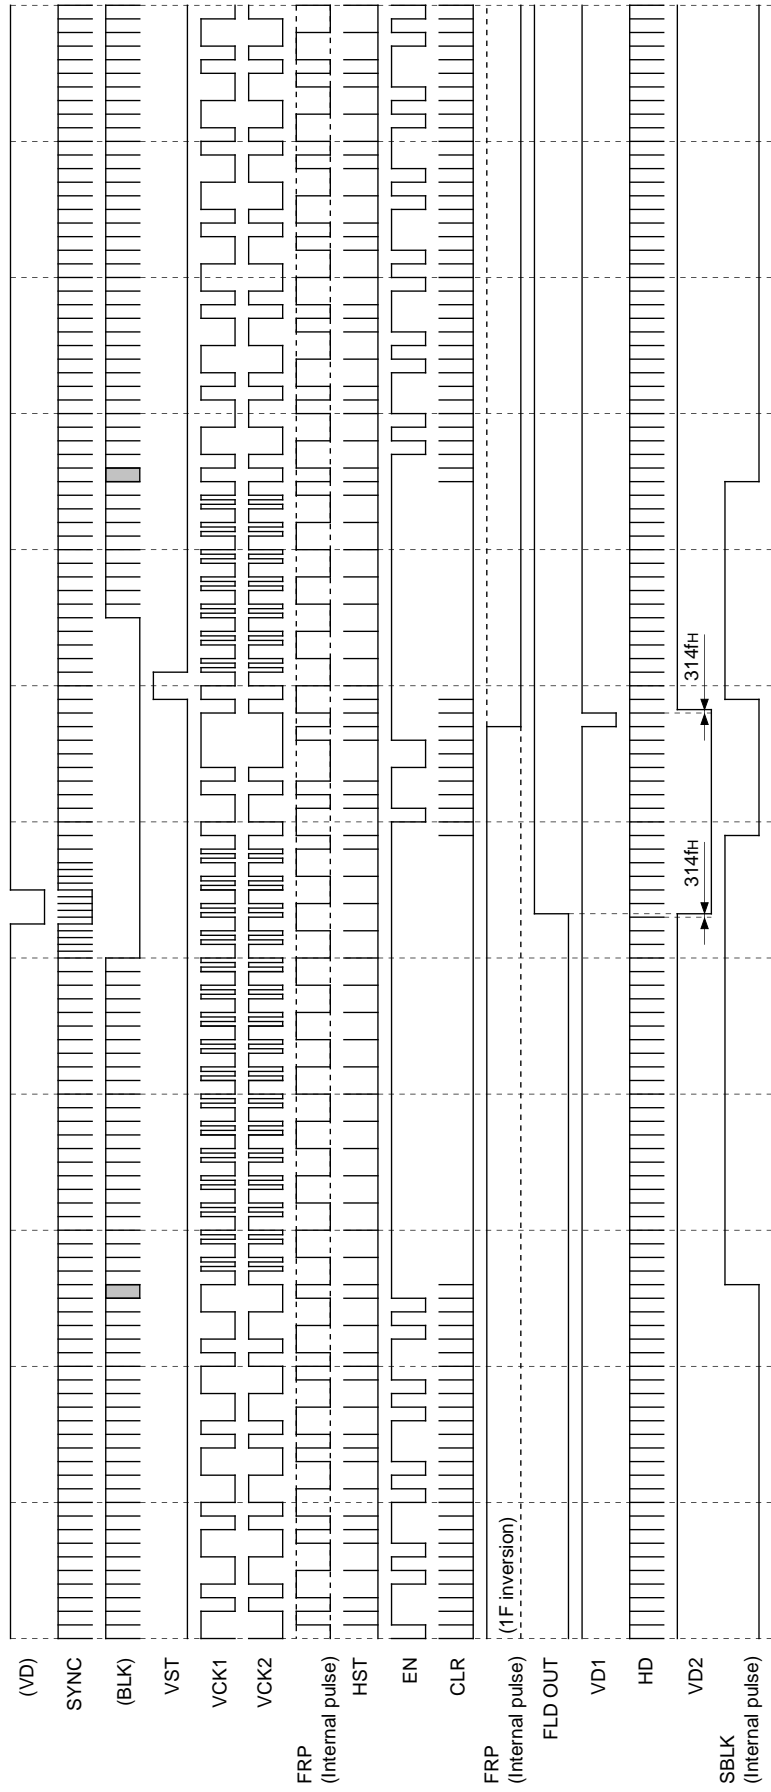 (VD)
SYNC
(BLK)
VST
VCK1
VCK2
FRP
(Internal pulse)
HST
EN
CLR
FRP
(Internal pulse)
(1F inversion)
FLD OUT
VD1
HD
VD2
314fH
314fH
SBLK
(Internal pulse)